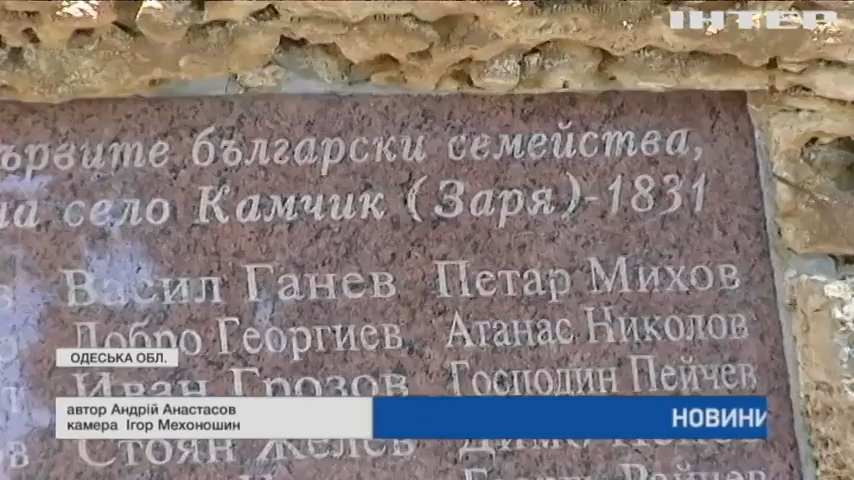 ІНТЕР
първите български семейства,
на село Камчик (Заря)-1831
Васил Ганев Петар Михов
Добро Георгиев Атанас Николов
ОДЕСЬКА ОБЛ.
Иван Грозов Господин Пейчев
автор Андрій Анастасов
камера Ігор Мехоношин
НОВИНИ
Стоян Желев